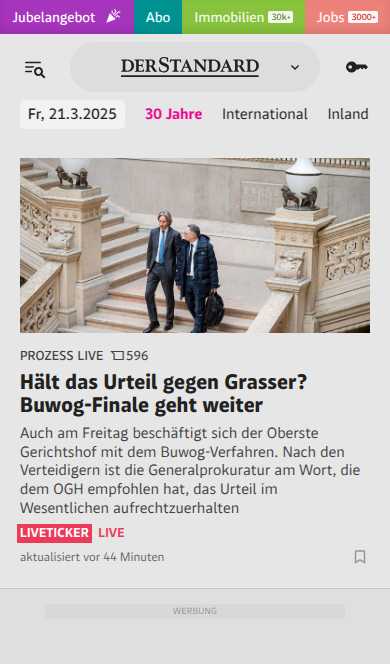 Jubelangebot Abo Immobilien 30k+ Jobs 3000+
DERSTANDARD
Fr, 21.3.2025 30 Jahre International Inland
PROZESS LIVE 596
Hält das Urteil gegen Grasser?
Buwog-Finale geht weiter
Auch am Freitag beschäftigt sich der Oberste
Gerichtshof mit dem Buwog-Verfahren. Nach den
Verteidigern ist die Generalprokuratur am Wort, die
dem OGH empfohlen hat, das Urteil im
Wesentlichen aufrechtzuerhalten
LIVETICKER LIVE
aktualisiert vor 44 Minuten
WERBUNG